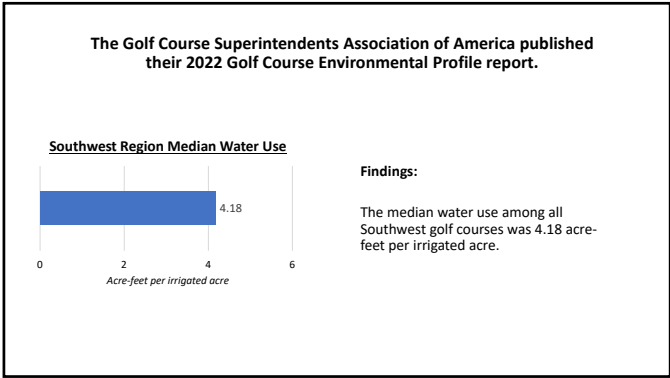 The Golf Course Superintendents Association of America published
their 2022 Golf Course Environmental Profile report.
Southwest Region Median Water Use
4.18
0 2 4 6
Acre-feet per irrigated acre
Findings:
The median water use among all
Southwest golf courses was 4.18 acre-
feet per irrigated acre.